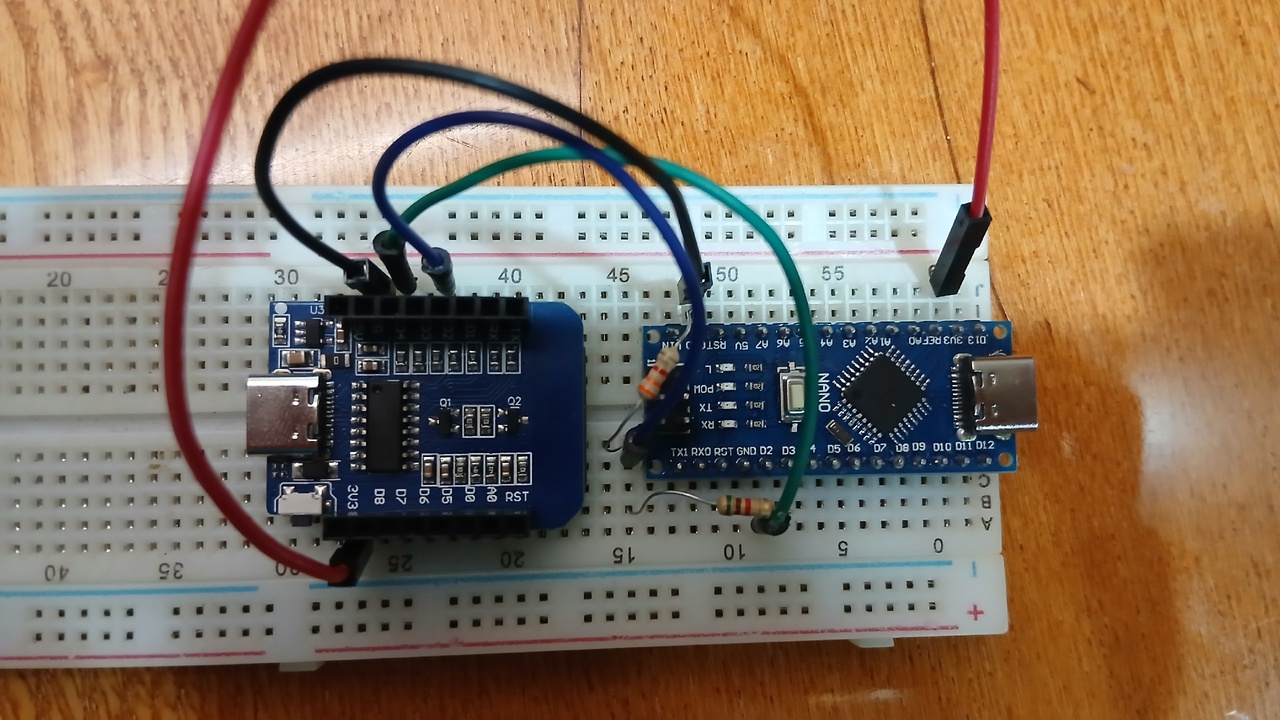 20
30
40
45
50
55
J
U3
Q1
Q2
3V3
D8
D7
D6
D5
D0
A0
RST
L
POW
TX
RX
NANO
RST
5V
A7
A6
A4
A3
A2
A1
A0
REF
3V3
D13
TX1 RX0 RST GND D2 D3 D5 D6 D7 D8 D9 D10 D11 D12
C
B
A
40
35
25
20
15
10
5
0
-
+